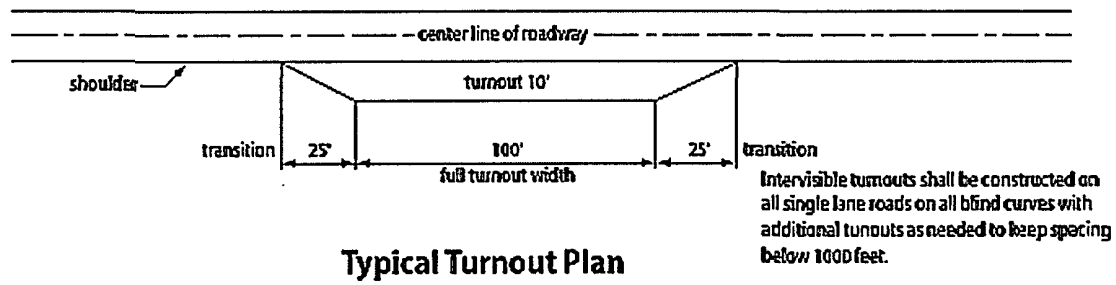 center line of roadway
shoulder
turnout 10'
transition 25' 100' 25' transition
full turnout width
Intervisible turnouts shall be constructed on
all single lane roads on all blind curves with
additional tunouts as needed to keep spacing
below 1000 feet.
Typical Turnout Plan